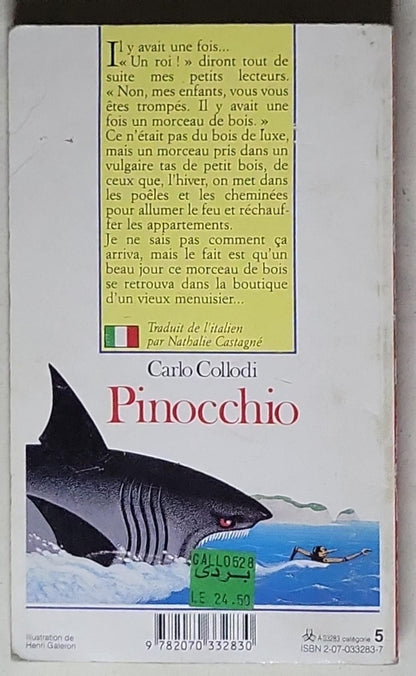 Il y avait une fois...
« Un roi ! » diront tout de
suite mes petits lecteurs.
« Non, mes enfants, vous vous
êtes trompés. Il y avait une
fois un morceau de bois. »
Ce n'était pas du bois de luxe,
mais un morceau pris dans un
vulgaire tas de petit bois, de
ceux que, l'hiver, on met dans
les poêles et les cheminées
pour allumer le feu et réchauf-
fer les appartements.
Je ne sais pas comment ça
arriva, mais le fait est qu'un
beau jour ce morceau de bois
se retrouva dans la boutique
d'un vieux menuisier...
Traduit de l'italien
par Nathalie Castagné
Carlo Collodi
Pinocchio
GALLO628
بردى
LE 24.50
Illustration de
Henri Galeron
9 782070 332830
A 33283 catégorie 5
ISBN 2-07-033283-7